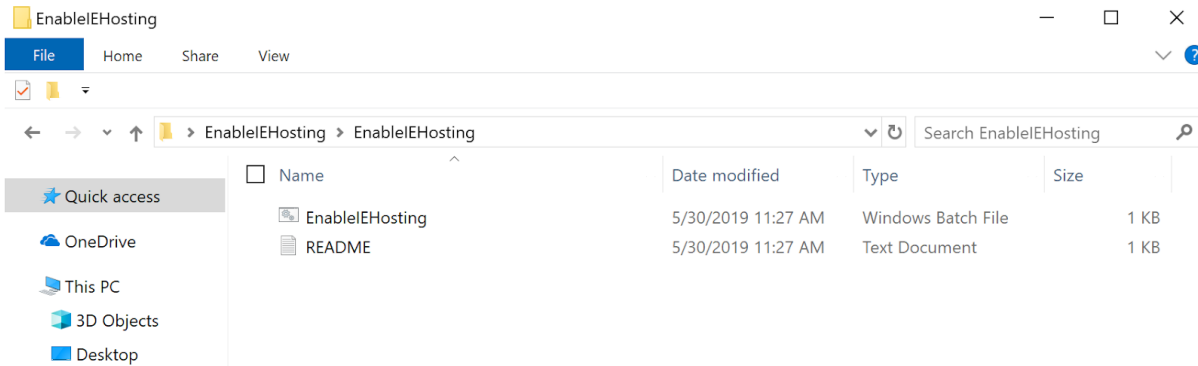 EnableIEHosting
File Home Share View
?
EnableIEHosting > EnableIEHosting Search EnableIEHosting
Name Date modified Type Size
Quick access
EnableIEHosting 5/30/2019 11:27 AM Windows Batch File 1 KB
OneDrive
README 5/30/2019 11:27 AM Text Document 1 KB
This PC
3D Objects
Desktop